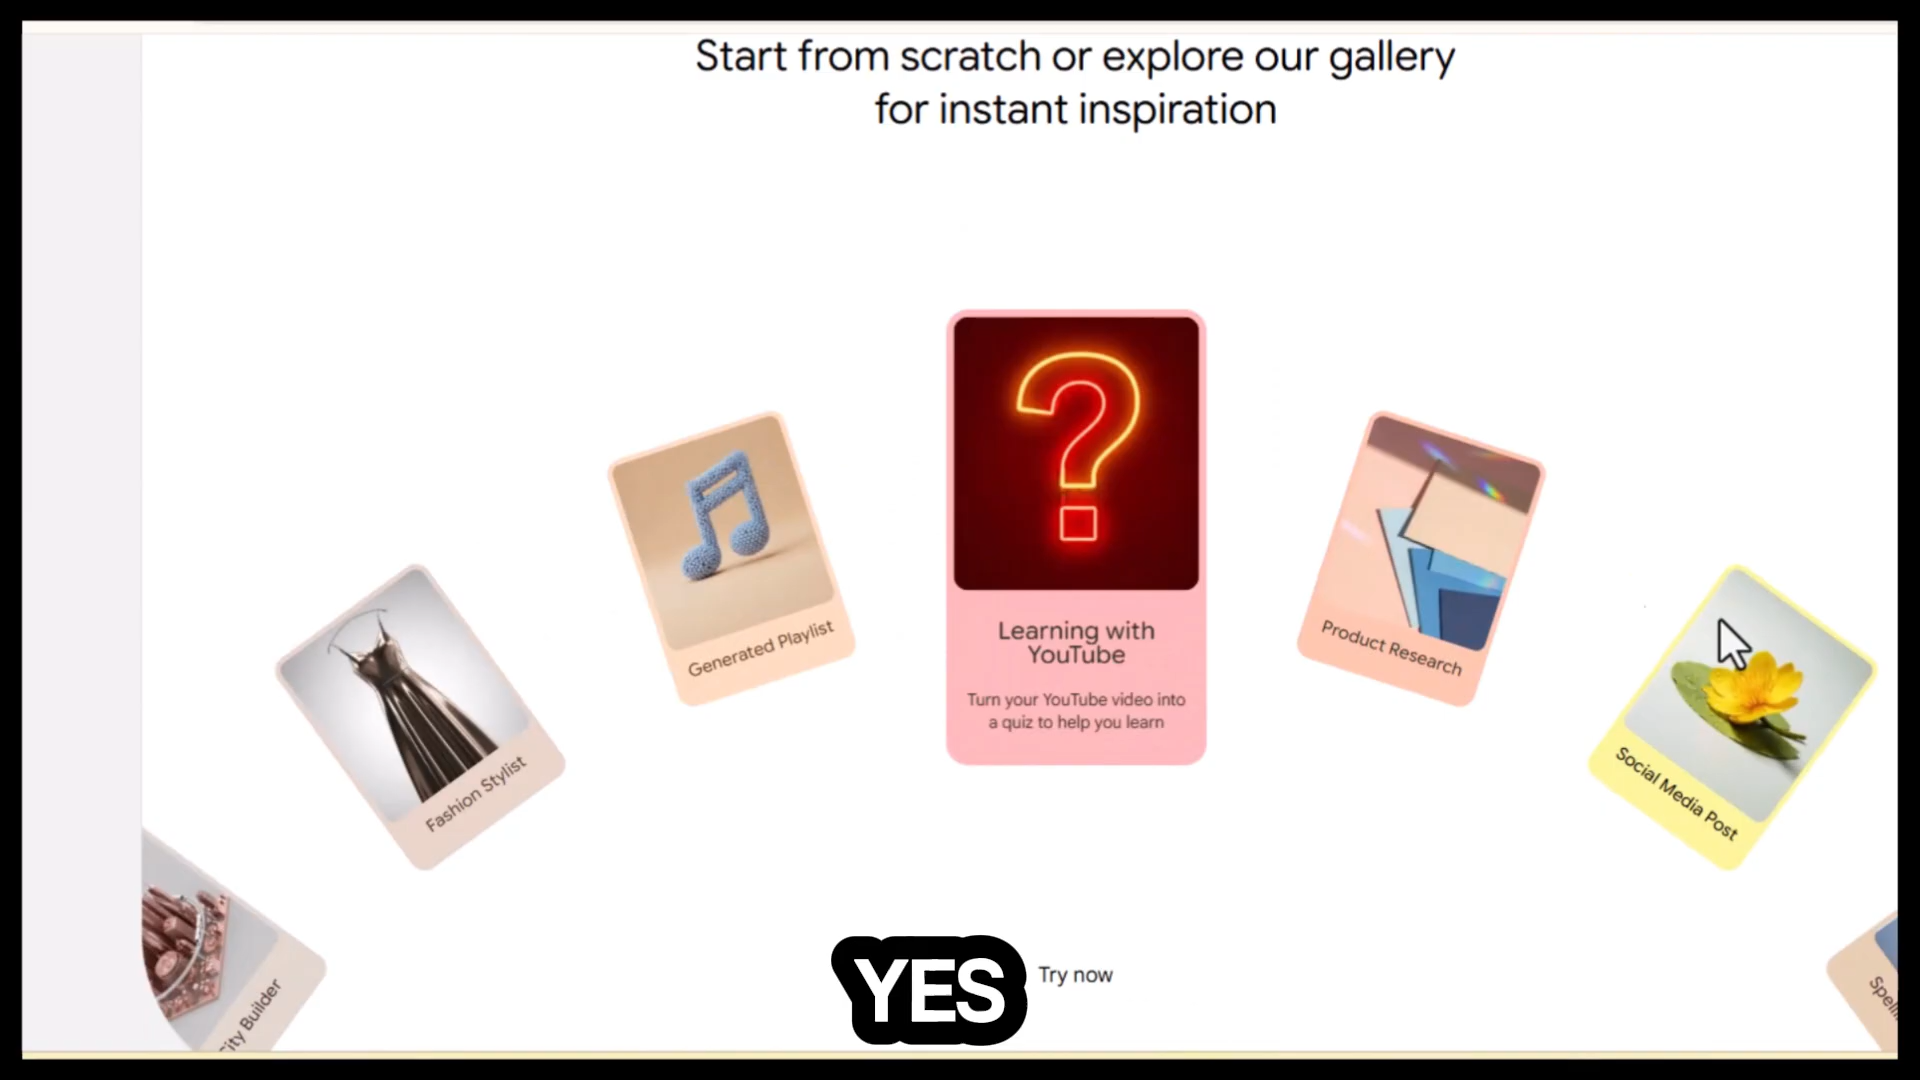 Start from scratch or explore our gallery
for instant inspiration
Generated Playlist
Learning with
YouTube
Turn your YouTube video into
a quiz to help you learn
Product Research
Fashion Stylist
Social Media Post
City Builder
YES
Try now